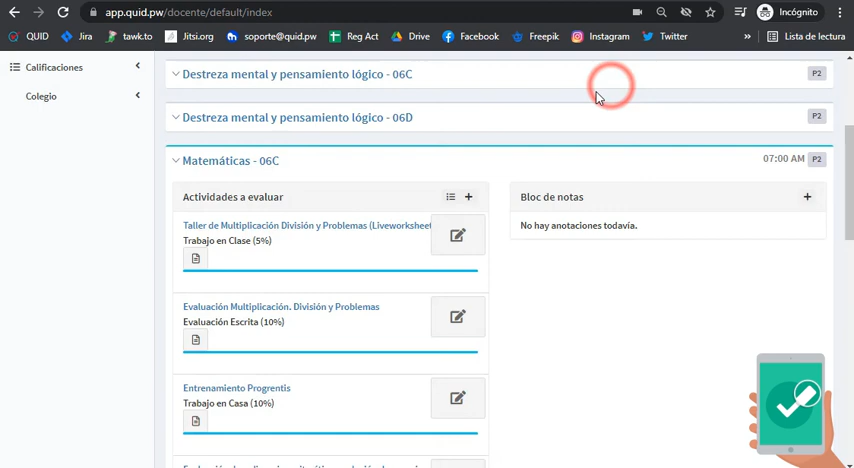 app.quid.pw/docente/default/index
Incógnito
QUID
Jira
tawk.to
Jitsi.org
soporte@quid.pw
Reg Act
Drive
Facebook
Freepik
Instagram
Twitter
»
Lista de lectura
Calificaciones
Colegio
Destreza mental y pensamiento lógico - 06C
P2
Destreza mental y pensamiento lógico - 06D
P2
Matemáticas - 06C
07:00 AM P2
Actividades a evaluar
Bloc de notas
Taller de Multiplicación División y Problemas (Liveworksheet
Trabajo en Clase (5%)
No hay anotaciones todavía.
Evaluación Multiplicación. División y Problemas
Evaluación Escrita (10%)
Entrenamiento Progrentis
Trabajo en Casa (10%)